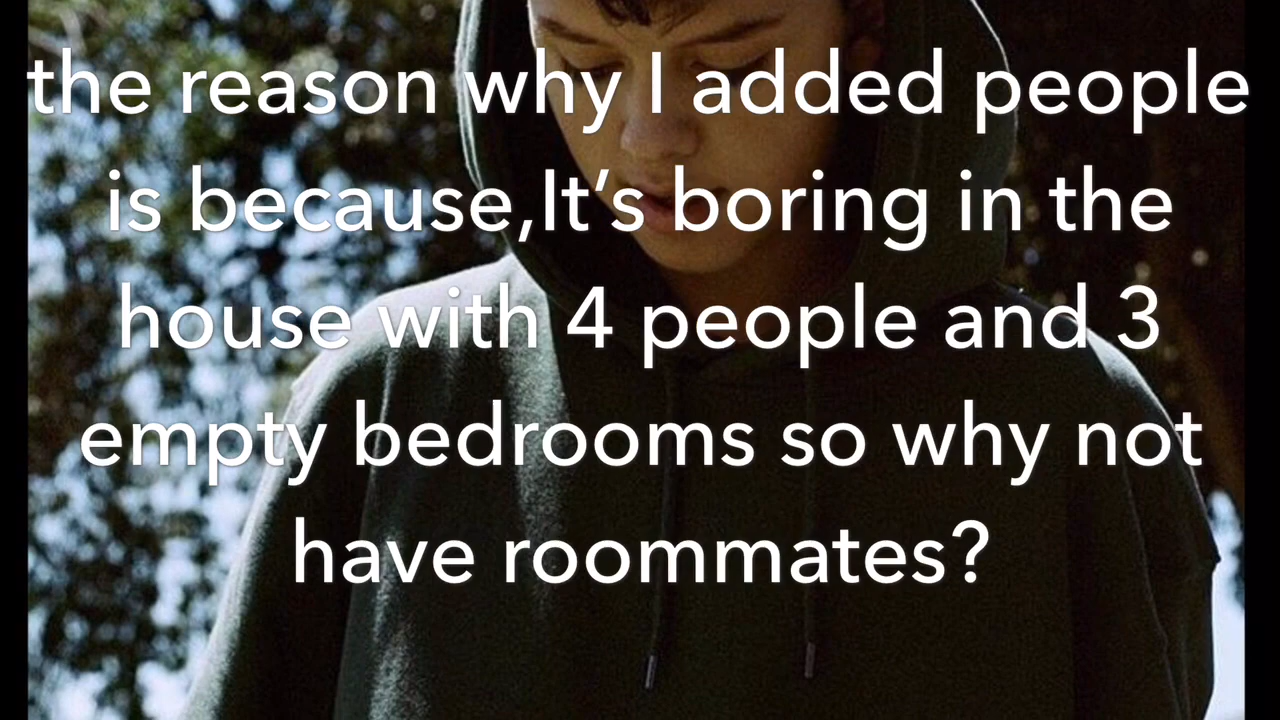 the reason why I added people
is because,It’s boring in the
house with 4 people and 3
empty bedrooms so why not
have roommates?